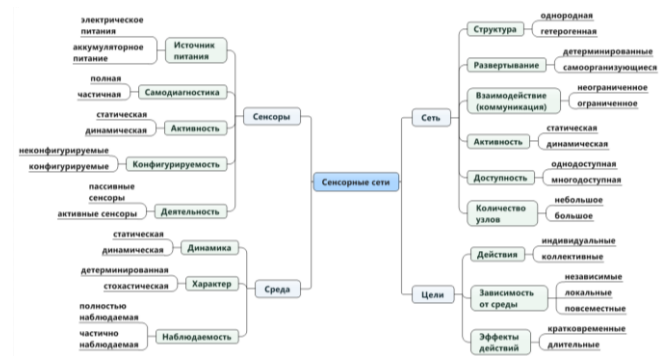 Сенсорные сети
Сенсоры
Источник
питания
электрическое
питания
аккумуляторное
питание
Самодиагностика
полная
частичная
Активность
статическая
динамическая
Конфигурируемость
неконфигурируемые
конфигурируемые
Деятельность
пассивные
сенсоры
активные сенсоры
Среда
Динамика
статическая
динамическая
Характер
детерминированная
стохастическая
Наблюдаемость
полностью
наблюдаемая
частично
наблюдаемая
Сеть
Структура
однородная
гетерогенная
Развертывание
детерминированные
самоорганизующиеся
Взаимодействие
(коммуникация)
неограниченное
ограниченное
Активность
статическая
динамическая
Доступность
однодоступная
многодоступная
Количество
узлов
небольшое
большое
Цели
Действия
индивидуальные
коллективные
Зависимость
от среды
независимые
локальные
повсеместные
Эффекты
действий
кратковременные
длительные